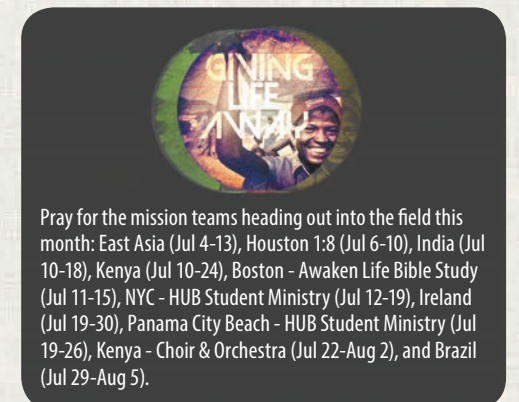 GIVING
LIFE
AWAY
Pray for the mission teams heading out into the field this
month: East Asia (Jul 4-13), Houston 1:8 (Jul 6-10), India (Jul
10-18), Kenya (Jul 10-24), Boston - Awaken Life Bible Study
(Jul 11-15), NYC - HUB Student Ministry (Jul 12-19), Ireland
(Jul 19-30), Panama City Beach - HUB Student Ministry (Jul
19-26), Kenya - Choir & Orchestra (Jul 22-Aug 2), and Brazil
(Jul 29-Aug 5).